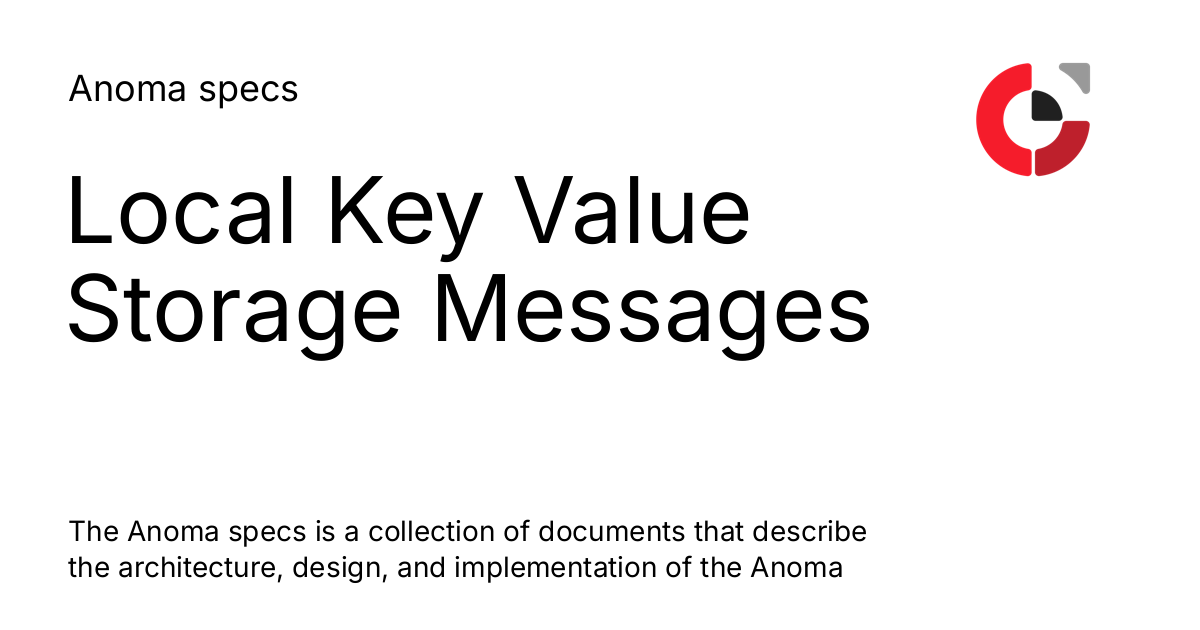 Anoma specs
Local Key Value
Storage Messages
The Anoma specs is a collection of documents that describe
the architecture, design, and implementation of the Anoma